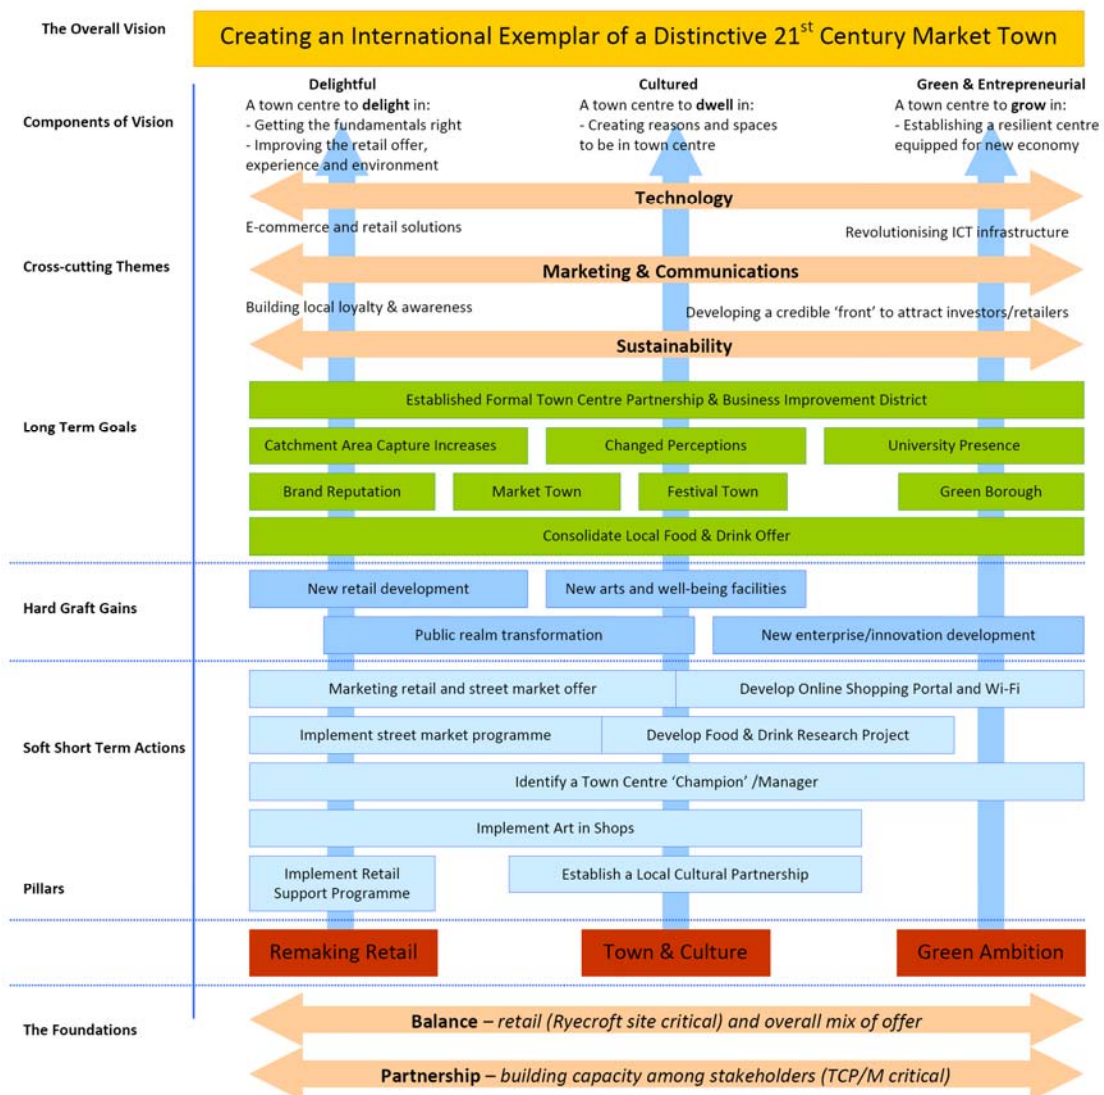 The Overall Vision
Creating an International Exemplar of a Distinctive 21st Century Market Town
Components of Vision
Delightful
A town centre to delight in:
- Getting the fundamentals right
- Improving the retail offer,
experience and environment
Cultured
A town centre to dwell in:
- Creating reasons and spaces
to be in town centre
Green & Entrepreneurial
A town centre to grow in:
- Establishing a resilient centre
equipped for new economy
Cross-cutting Themes
Technology
E-commerce and retail solutions
Revolutionising ICT infrastructure
Marketing & Communications
Building local loyalty & awareness
Developing a credible ‘front’ to attract investors/retailers
Sustainability
Long Term Goals
Established Formal Town Centre Partnership & Business Improvement District
Catchment Area Capture Increases
Changed Perceptions
University Presence
Brand Reputation
Market Town
Festival Town
Green Borough
Consolidate Local Food & Drink Offer
Hard Graft Gains
New retail development
New arts and well-being facilities
Public realm transformation
New enterprise/innovation development
Soft Short Term Actions
Marketing retail and street market offer
Develop Online Shopping Portal and Wi-Fi
Implement street market programme
Develop Food & Drink Research Project
Identify a Town Centre ‘Champion’ /Manager
Implement Art in Shops
Implement Retail
Support Programme
Establish a Local Cultural Partnership
Pillars
Remaking Retail
Town & Culture
Green Ambition
The Foundations
Balance – retail (Ryecroft site critical) and overall mix of offer
Partnership – building capacity among stakeholders (TCP/M critical)